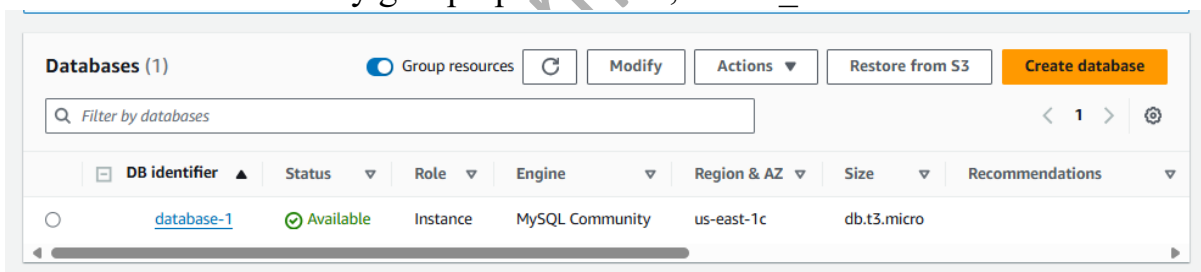 Databases (1)
Group resources
Modify
Actions
Restore from S3
Create database
Filter by databases
1
DB identifier Status Role Engine Region & AZ Size Recommendations
database-1 Available Instance MySQL Community us-east-1c db.t3.micro